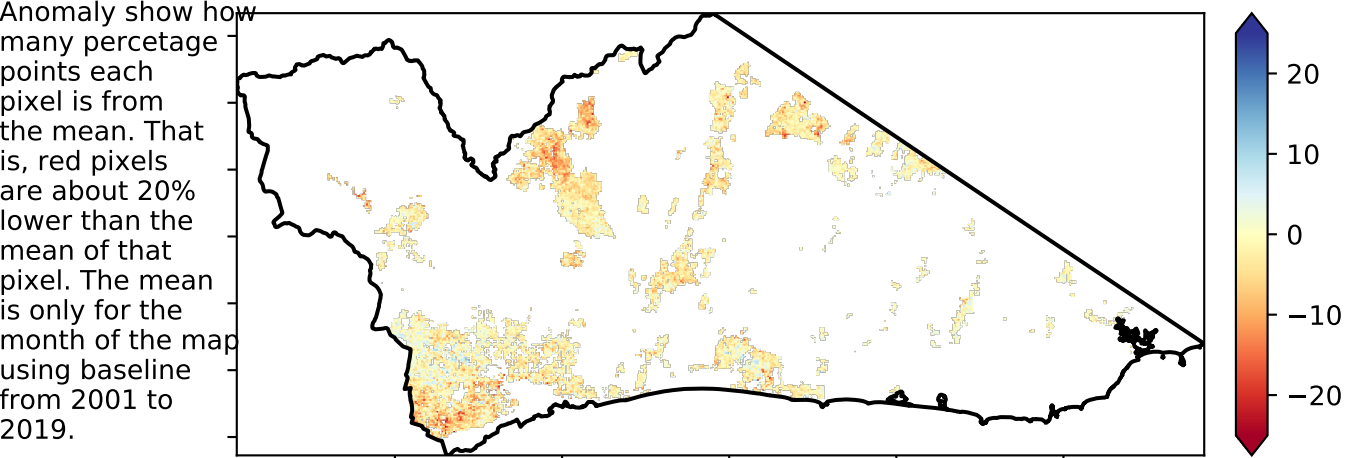 Anomaly show how
many percetage
points each
pixel is from
the mean. That
is, red pixels
are about 20%
lower than the
mean of that
pixel. The mean
is only for the
month of the map
using baseline
from 2001 to
2019.
20
10
0
−10
−20